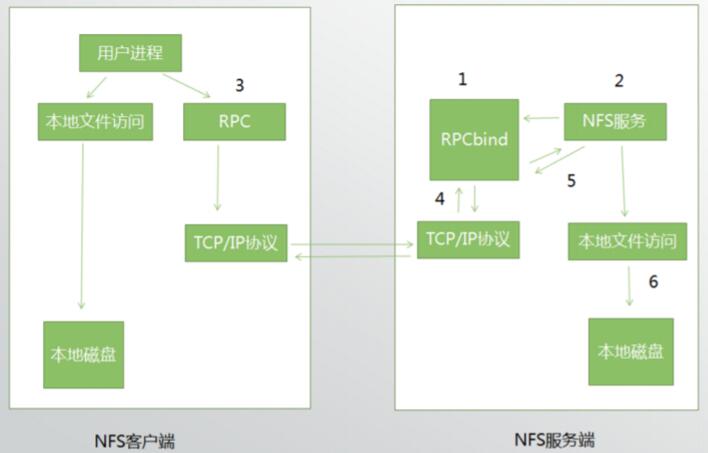 用户进程
3
本地文件访问
RPC
TCP/IP协议
本地磁盘
NFS客户端
1
2
RPCbind
NFS服务
4
5
TCP/IP协议
本地文件访问
6
本地磁盘
NFS服务端